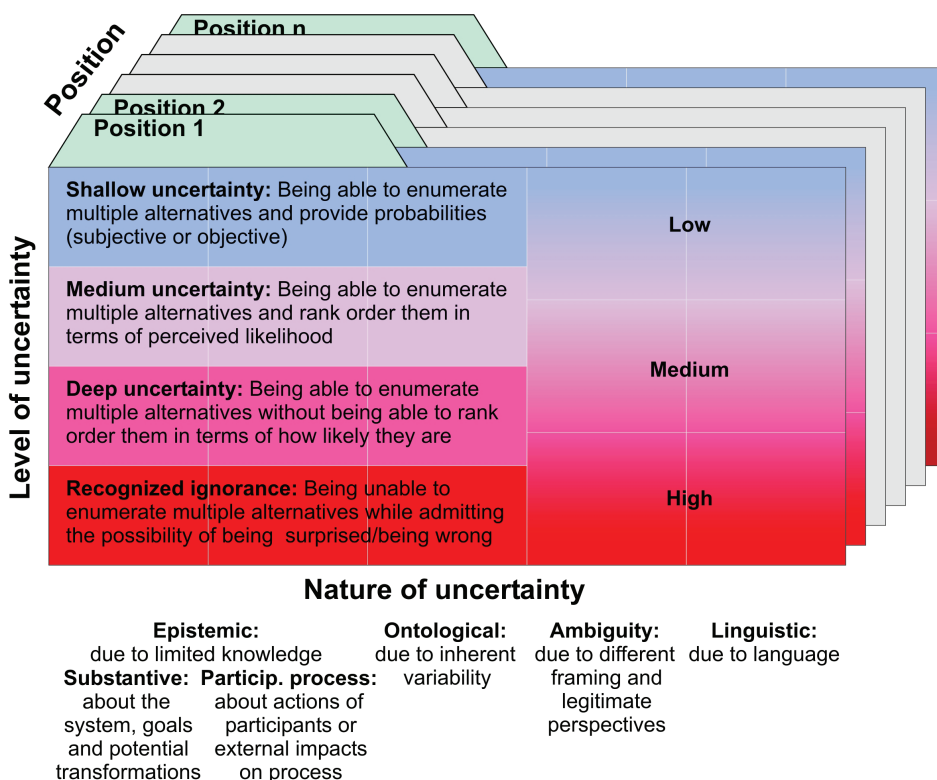 Position
Position n
Position 2
Position 1
Level of uncertainty
Shallow uncertainty: Being able to enumerate
multiple alternatives and provide probabilities
(subjective or objective)
Low
Medium uncertainty: Being able to enumerate
multiple alternatives and rank order them in
terms of perceived likelihood
Medium
Deep uncertainty: Being able to enumerate
multiple alternatives without being able to rank
order them in terms of how likely they are
Recognized ignorance: Being unable to
enumerate multiple alternatives while admitting
the possibility of being surprised/being wrong
High
Nature of uncertainty
Epistemic:
due to limited knowledge
Substantive:
about the
system, goals
and potential
transformations
Particip. process:
about actions of
participants or
external impacts
on process
Ontological:
due to inherent
variability
Ambiguity:
due to different
framing and
legitimate
perspectives
Linguistic:
due to language